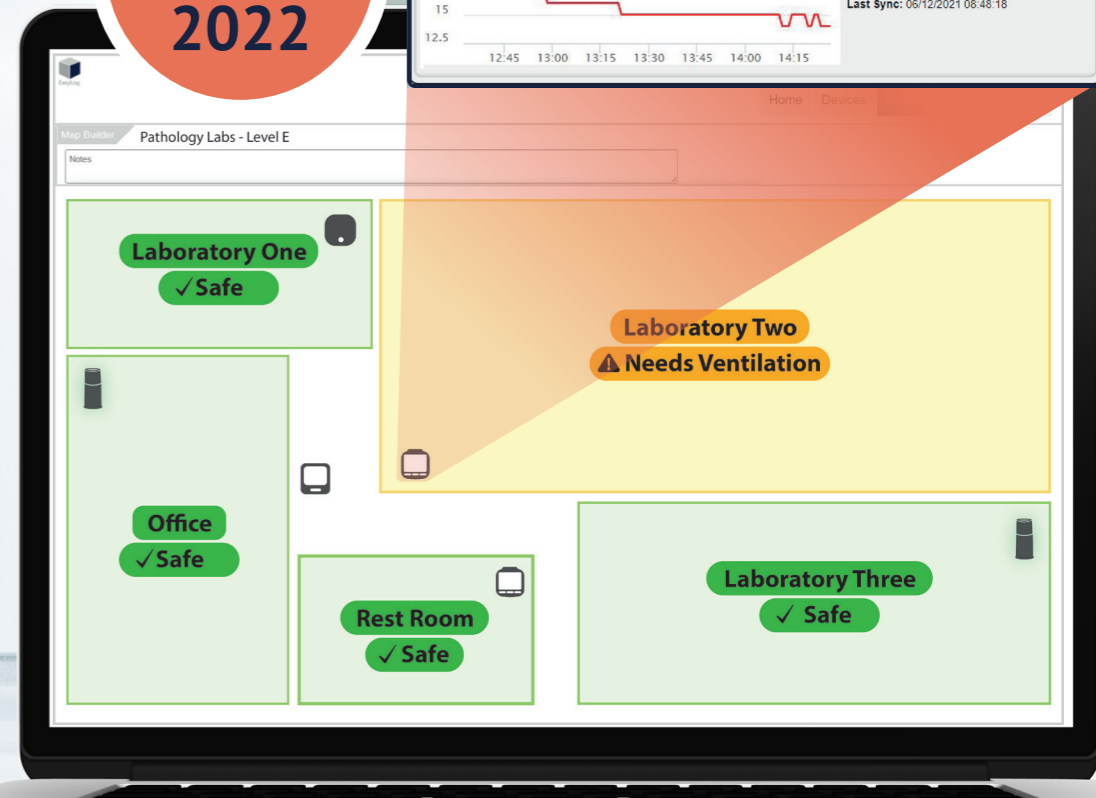 2022
15
12.5
12:45 13:00 13:15 13:30 13:45 14:00 14:15
Last Sync: 06/12/2021 08:48:18
Home Devices
Map Builder
Pathology Labs - Level E
Notes
Laboratory One
✓ Safe
Laboratory Two
Needs Ventilation
Office
✓ Safe
Rest Room
✓ Safe
Laboratory Three
✓ Safe